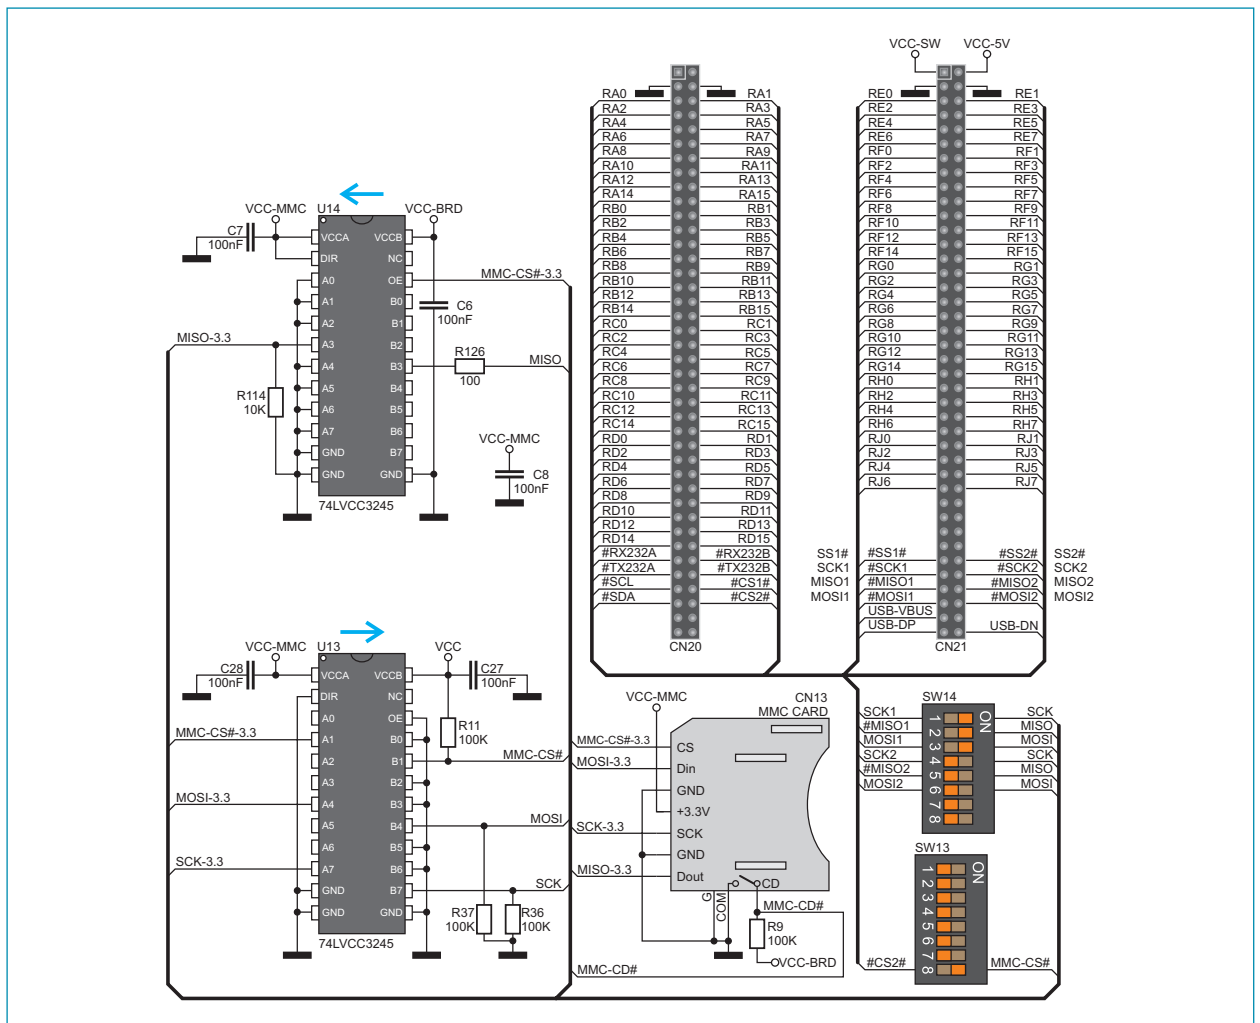 VCC-SW VCC-5V
RA0 RA1 RE0 RE1
RA2 RA3 RE2 RE3
RA4 RA5 RE4 RE5
RA6 RA7 RE6 RE7
RA8 RA9 RF0 RF1
RA10 RA11 RF2 RF3
RA12 RA13 RF4 RF5
RA14 RA15 RF6 RF7
RB0 RB1 RF8 RF9
RB2 RB3 RF10 RF11
RB4 RB5 RF12 RF13
RB6 RB7 RF14 RF15
RB8 RB9 RG0 RG1
RB10 RB11 RG2 RG3
RB12 RB13 RG4 RG5
RB14 RB15 RG6 RG7
RC0 RC1 RG8 RG9
RC2 RC3 RG10 RG11
RC4 RC5 RG12 RG13
RC6 RC7 RG14 RG15
RC8 RC9 RH0 RH1
RC10 RC11 RH2 RH3
RC12 RC13 RH4 RH5
RC14 RC15 RH6 RH7
RD0 RD1 RJ0 RJ1
RD2 RD3 RJ2 RJ3
RD4 RD5 RJ4 RJ5
RD6 RD7 RJ6 RJ7
RD8 RD9
RD10 RD11
RD12 RD13
RD14 RD15
#RX232A #RX232B SS1# #SS1# #SS2# SS2#
#TX232A #TX232B SCK1 #SCK1 #SCK2 SCK2
#SCL #CS1# MISO1 #MISO1 #MISO2 MISO2
#SDA #CS2# MOSI1 #MOSI1 #MOSI2 MOSI2
USB-VBUS
USB-DP USB-DN
CN20 CN21
VCC-MMC U14 VCC-BRD
C7
100nF
VCCA VCCB
DIR NC
A0 OE MMC-CS#-3.3
A1 B0
A2 B1
C6
100nF
MISO-3.3 A3 B2
A4 B3 R126 MISO
100
A5 B4
R114
10K
A6 B5
A7 B6
GND B7
GND GND
VCC-MMC
C8
100nF
74LVCC3245
VCC-MMC U13 VCC
C28
100nF
C27
100nF
VCCA VCCB
DIR NC
A0 OE
R11
100K
MMC-CS#-3.3 A1 B0
A2 B1 MMC-CS#
A3 B2
MOSI-3.3 A4 B3
A5 B4 MOSI
A6 B5
SCK-3.3 A7 B6
GND B7 SCK
GND GND
R37
100K
R36
100K
74LVCC3245
VCC-MMC
CN13
MMC CARD
MMC-CS#-3.3 CS
MOSI-3.3 Din
GND
+3.3V
SCK-3.3 SCK
GND
MISO-3.3 Dout
CD
G
COM
MMC-CD#
R9
100K
VCC-BRD
MMC-CD#
SW14
SCK1 1 ON SCK
#MISO1 2 MISO
MOSI1 3 MOSI
SCK2 4 SCK
#MISO2 5 MISO
MOSI2 6 MOSI
7
8
SW13
1 ON
2
3
4
5
6
7
#CS2# 8 MMC-CS#